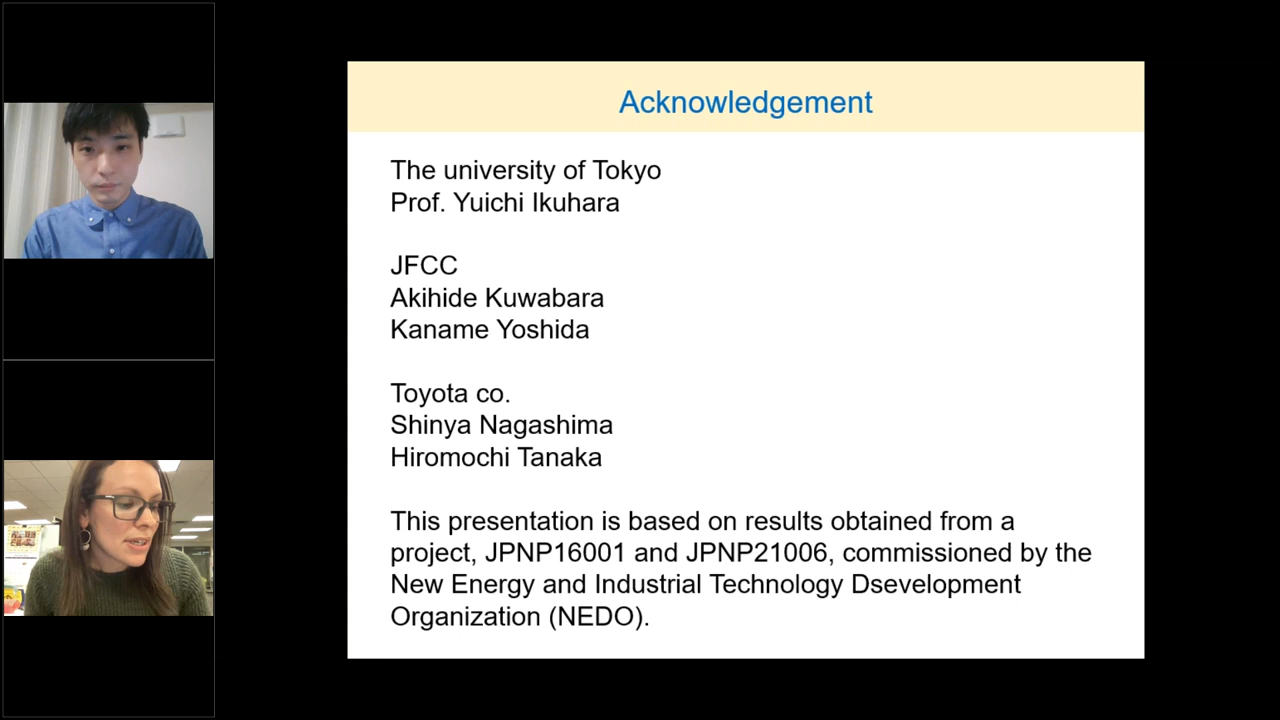 Acknowledgement
The university of Tokyo
Prof. Yuichi Ikuhara
JFCC
Akihide Kuwabara
Kaname Yoshida
Toyota co.
Shinya Nagashima
Hiromochi Tanaka
This presentation is based on results obtained from a
project, JPNP16001 and JPNP21006, commissioned by the
New Energy and Industrial Technology Dsevelopment
Organization (NEDO).